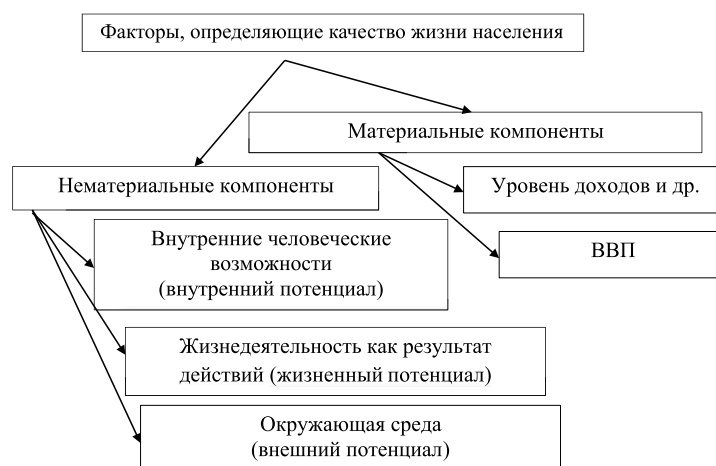 Факторы, определяющие качество жизни населения
Материальные компоненты
Нематериальные компоненты
Уровень доходов и др.
Внутренние человеческие
возможности
(внутренний потенциал)
ВВП
Жизнедеятельность как результат
действий (жизненный потенциал)
Окружающая среда
(внешний потенциал)